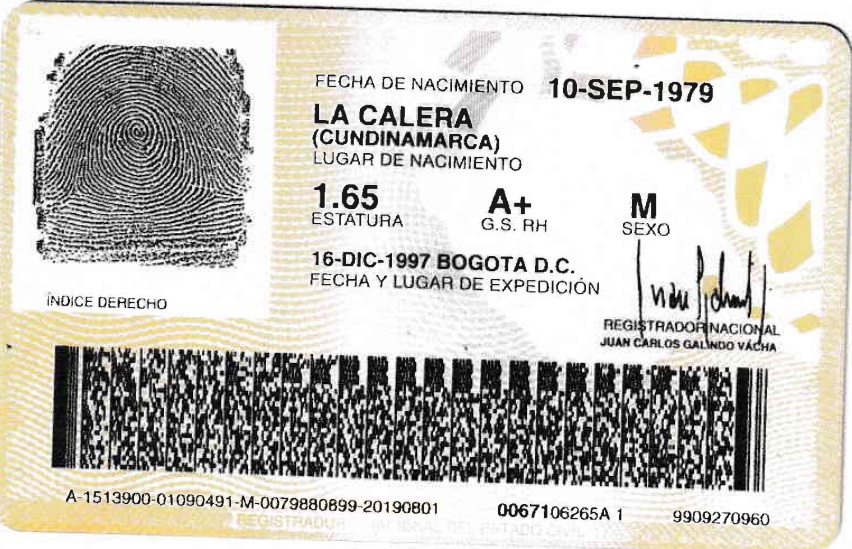 FECHA DE NACIMIENTO 10-SEP-1979
LA CALERA
(CUNDINAMARCA)
LUGAR DE NACIMIENTO
1.65 A+ M
ESTATURA G.S. RH SEXO
16-DIC-1997 BOGOTA D.C.
FECHA Y LUGAR DE EXPEDICIÓN
ÍNDICE DERECHO
REGISTRADOR NACIONAL
JUAN CARLOS GALINDO VÁCHA
A-1513900-01090491-M-0079880899-20190801 0067106265A 1 9909270960